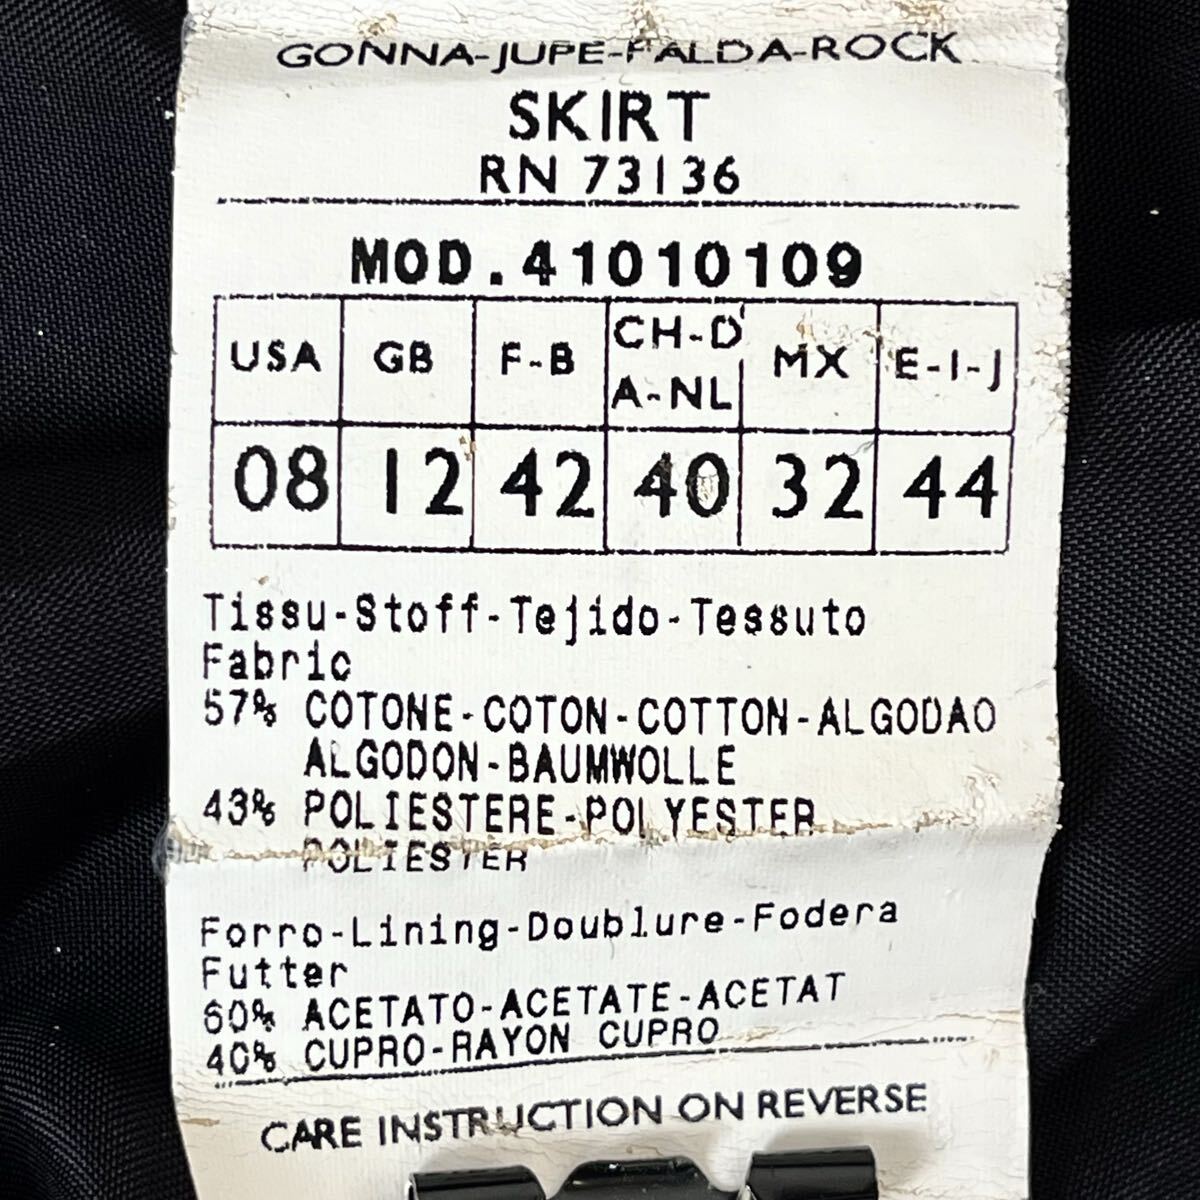 GONNA-JUPE-FALDA-ROCK
SKIRT
RN 73136
MOD.41010109
USA GB F-B CH-D A-NL MX E-I-J
08 12 42 40 32 44
Tissu-Stoff-Tejido-Tessuto
Fabric
57% COTONE-COTON-COTTON-ALGODAO
ALGODON-BAUMWOLLE
43% POLIESTERE-POLYESTER
POLIESTER
Forro-Lining-Doublure-Fodera
Futter
60% ACETATO-ACETATE-ACETAT
40% CUPRO-RAYON CUPRO
CARE INSTRUCTION ON REVERSE